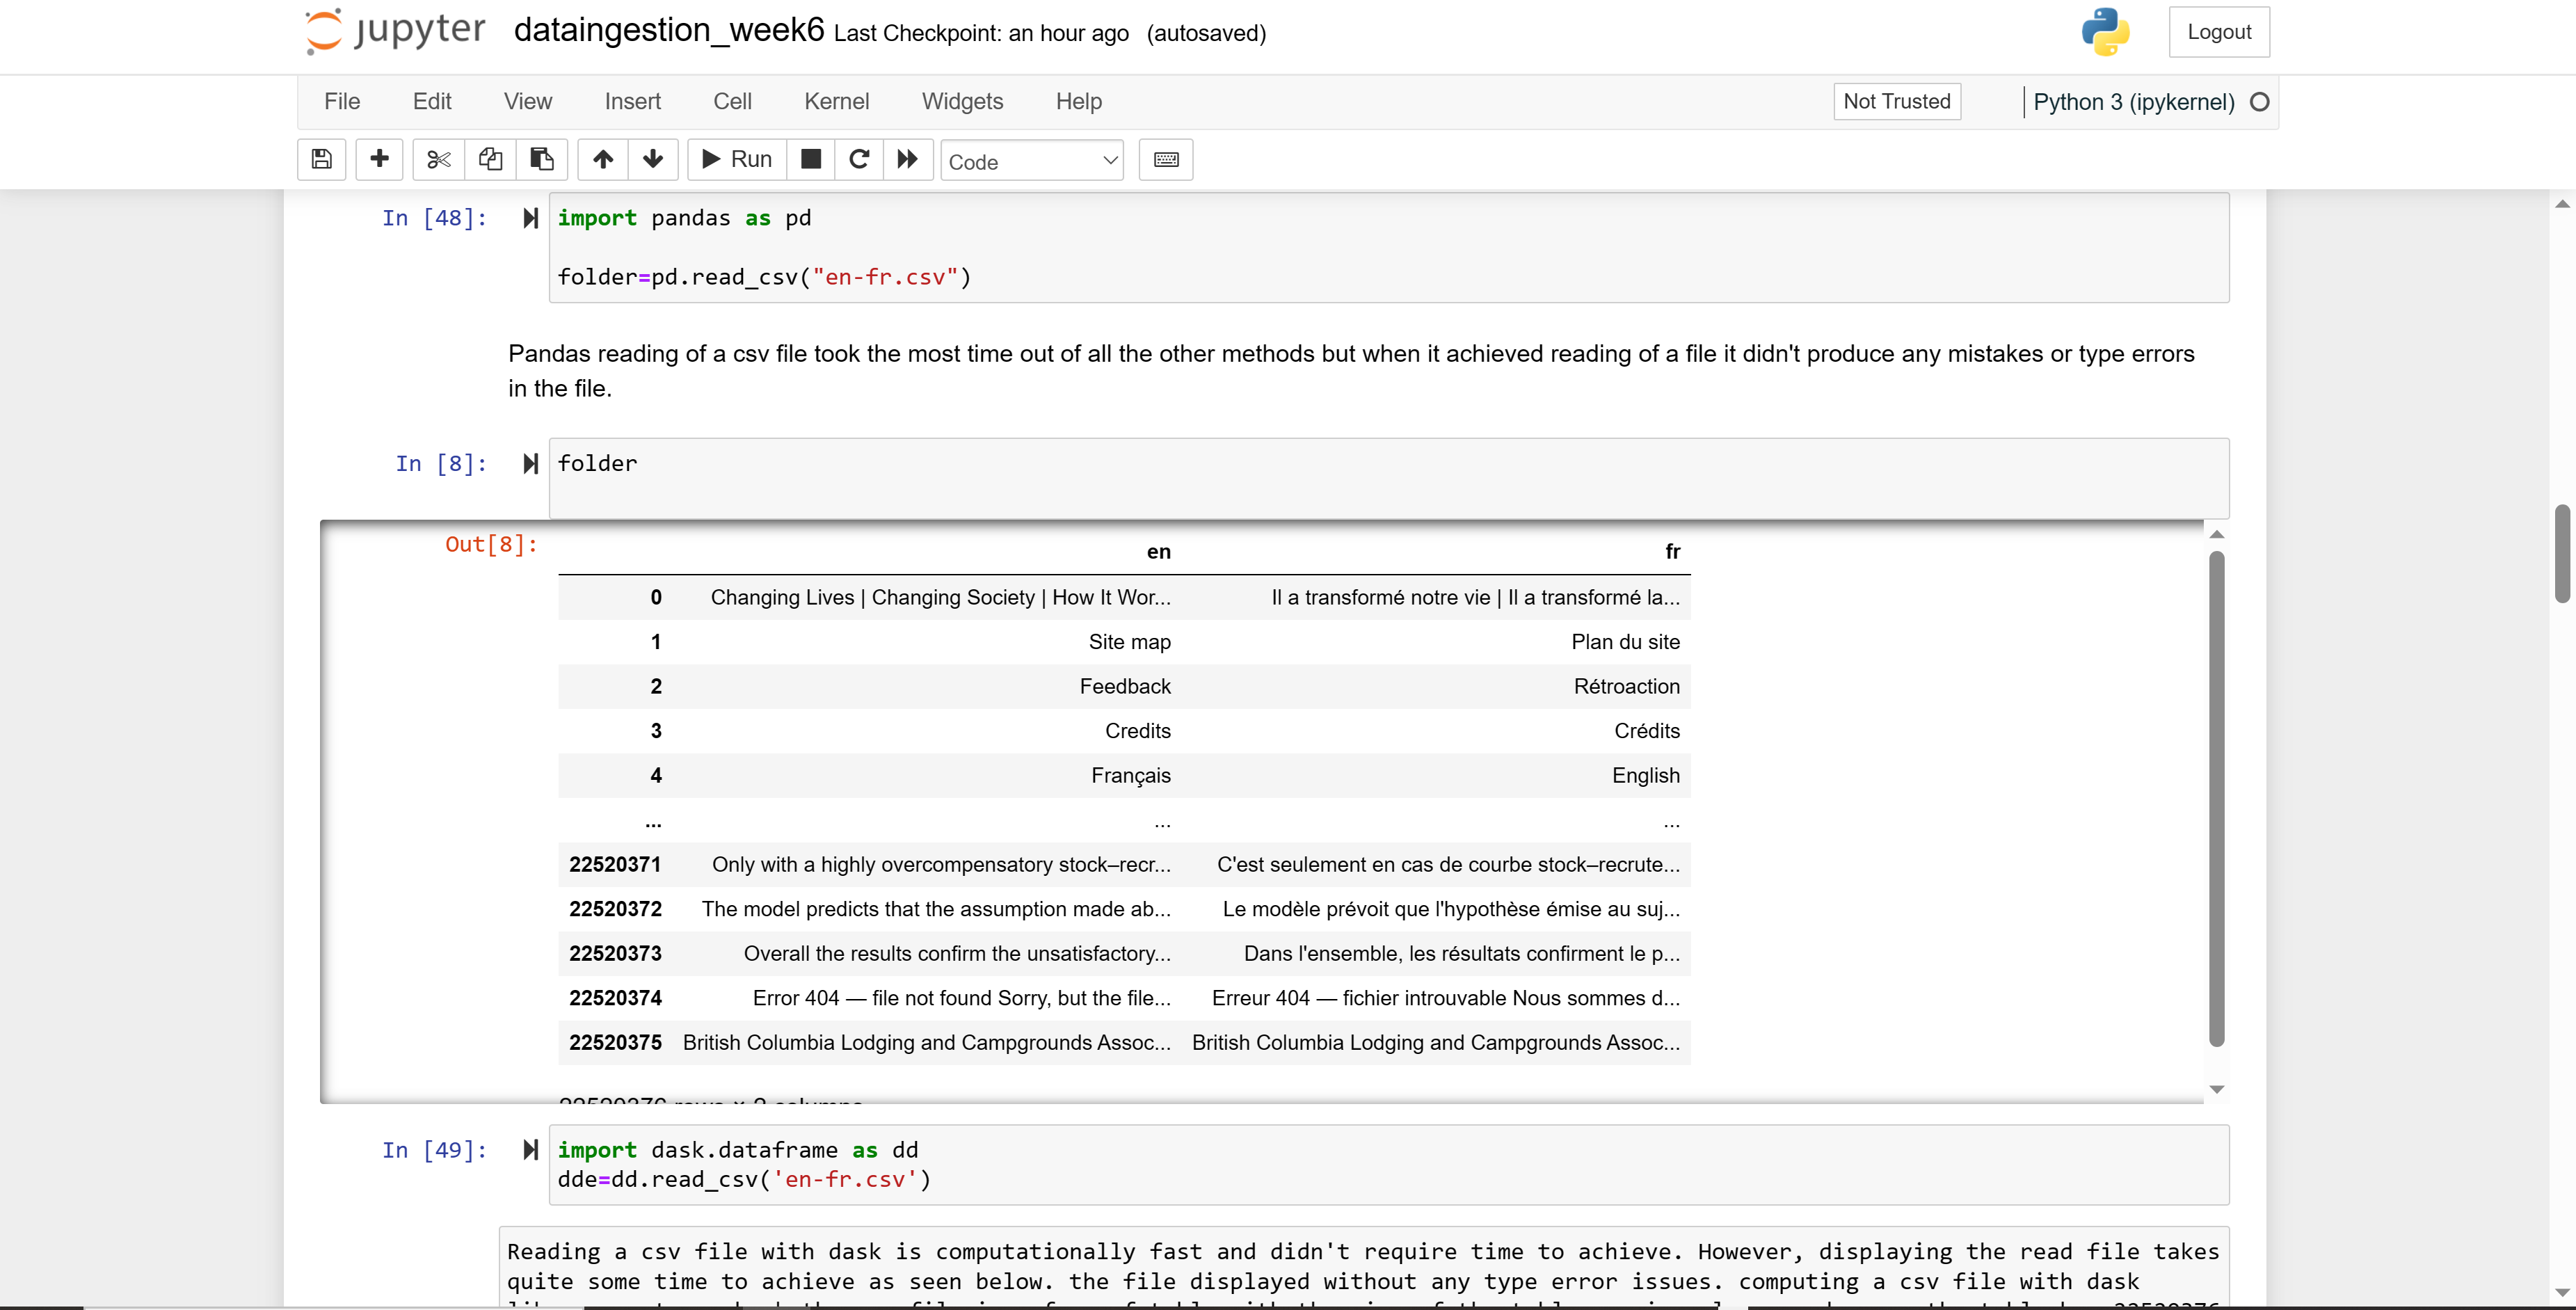 jupyter dataingestion_week6 Last Checkpoint: an hour ago (autosaved) Logout
File Edit View Insert Cell Kernel Widgets Help Not Trusted Python 3 (ipykernel)
Run Code
In [48]: import pandas as pd
folder=pd.read_csv("en-fr.csv")
Pandas reading of a csv file took the most time out of all the other methods but when it achieved reading of a file it didn't produce any mistakes or type errors
in the file.
In [8]: folder
Out[8]:
en fr
0 Changing Lives | Changing Society | How It Wor... Il a transformé notre vie | Il a transformé la...
1 Site map Plan du site
2 Feedback Rétroaction
3 Credits Crédits
4 Français English
... ... ...
22520371 Only with a highly overcompensatory stock–recr... C'est seulement en cas de courbe stock–recrute...
22520372 The model predicts that the assumption made ab... Le modèle prévoit que l'hypothèse émise au suj...
22520373 Overall the results confirm the unsatisfactory... Dans l'ensemble, les résultats confirment le p...
22520374 Error 404 — file not found Sorry, but the file... Erreur 404 — fichier introuvable Nous sommes d...
22520375 British Columbia Lodging and Campgrounds Assoc... British Columbia Lodging and Campgrounds Assoc...
22520376 rows × 2 columns
In [49]: import dask.dataframe as dd
dde=dd.read_csv('en-fr.csv')
Reading a csv file with dask is computationally fast and didn't require time to achieve. However, displaying the read file takes
quite some time to achieve as seen below. the file displayed without any type error issues. computing a csv file with dask